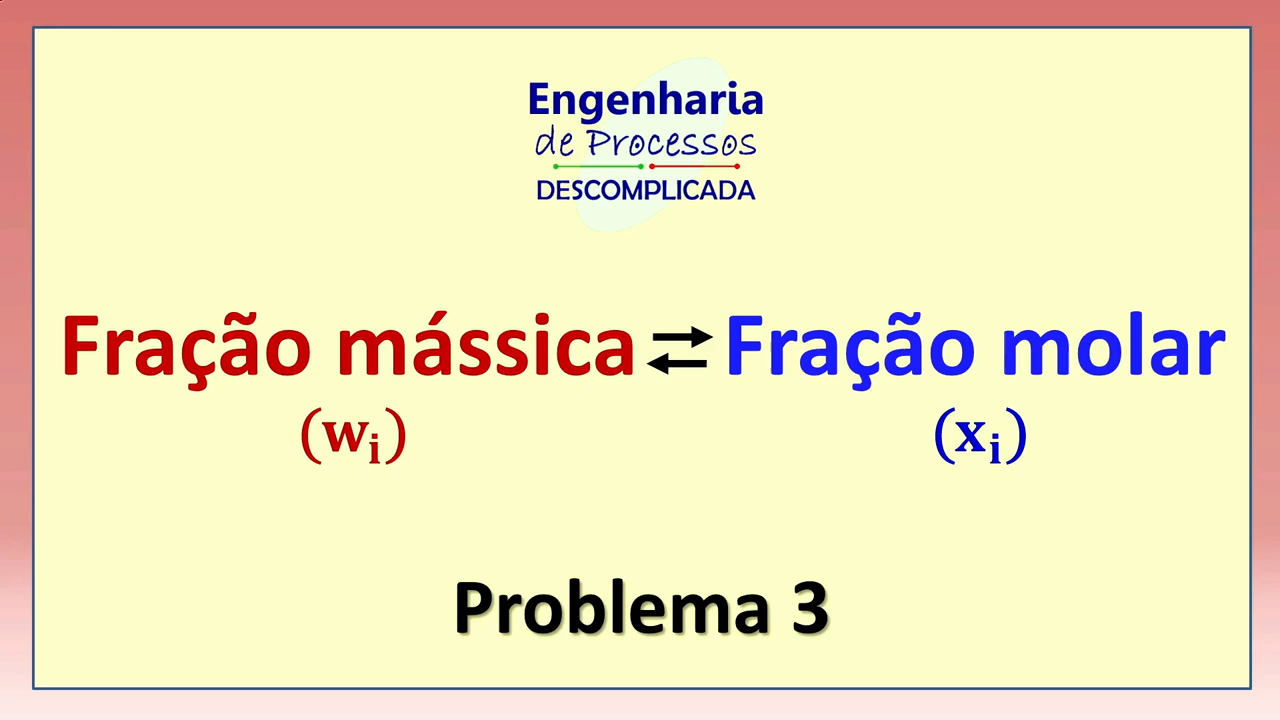 Engenharia
de Processos
DESCOMPLICADA
Fração mássica ⇄ Fração molar
(wᵢ) (xᵢ)
Problema 3